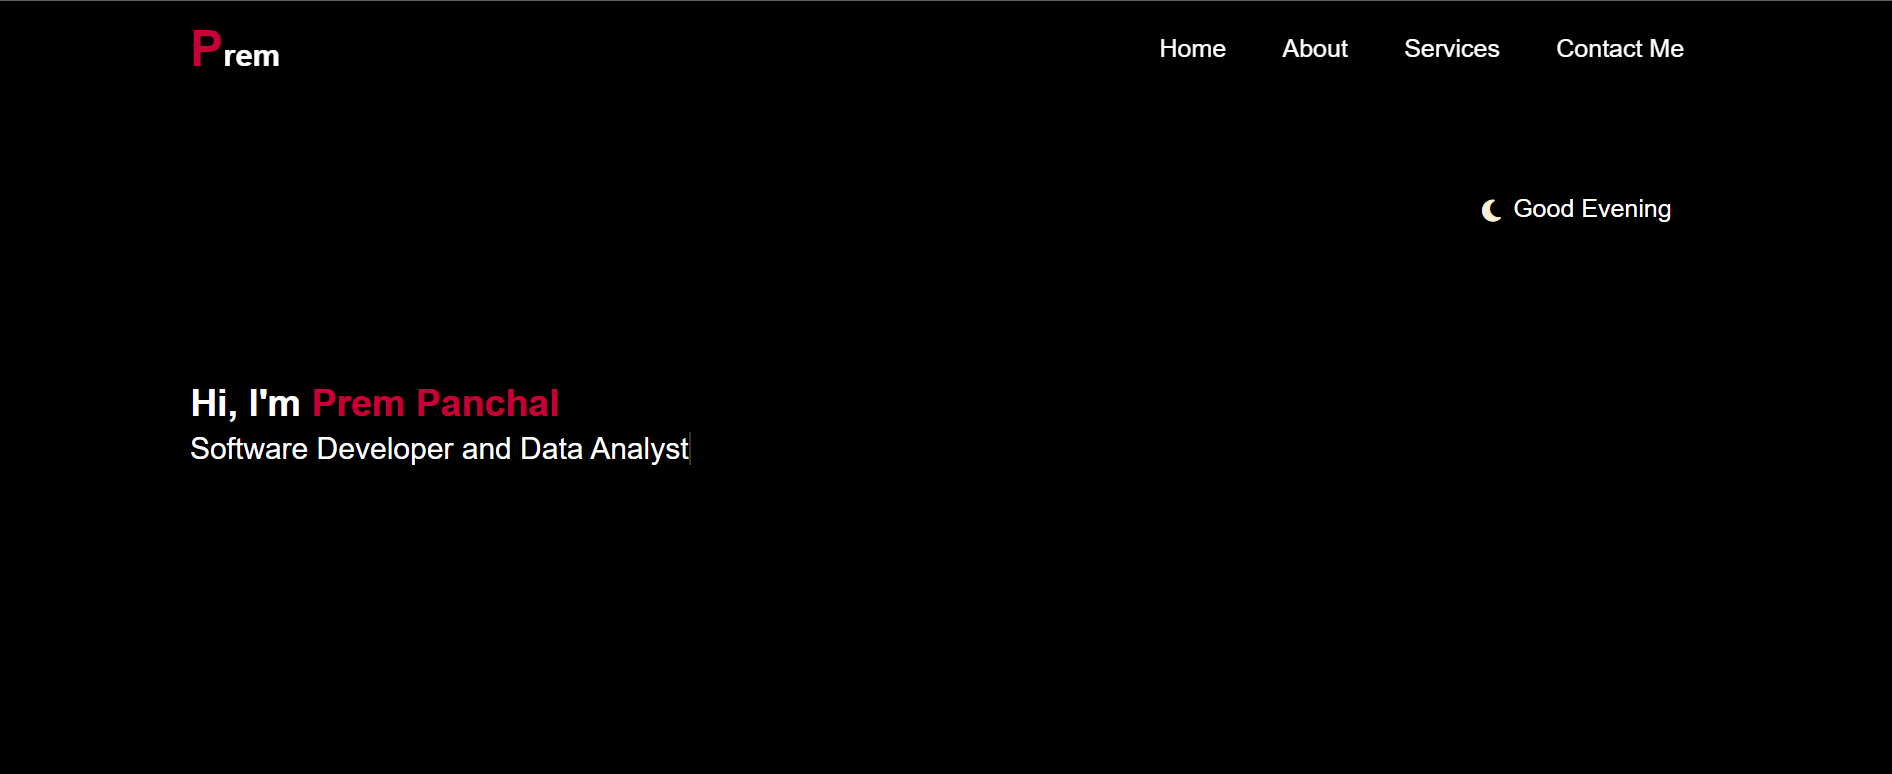 Prem
Home About Services Contact Me
Good Evening
Hi, I'm Prem Panchal
Software Developer and Data Analyst